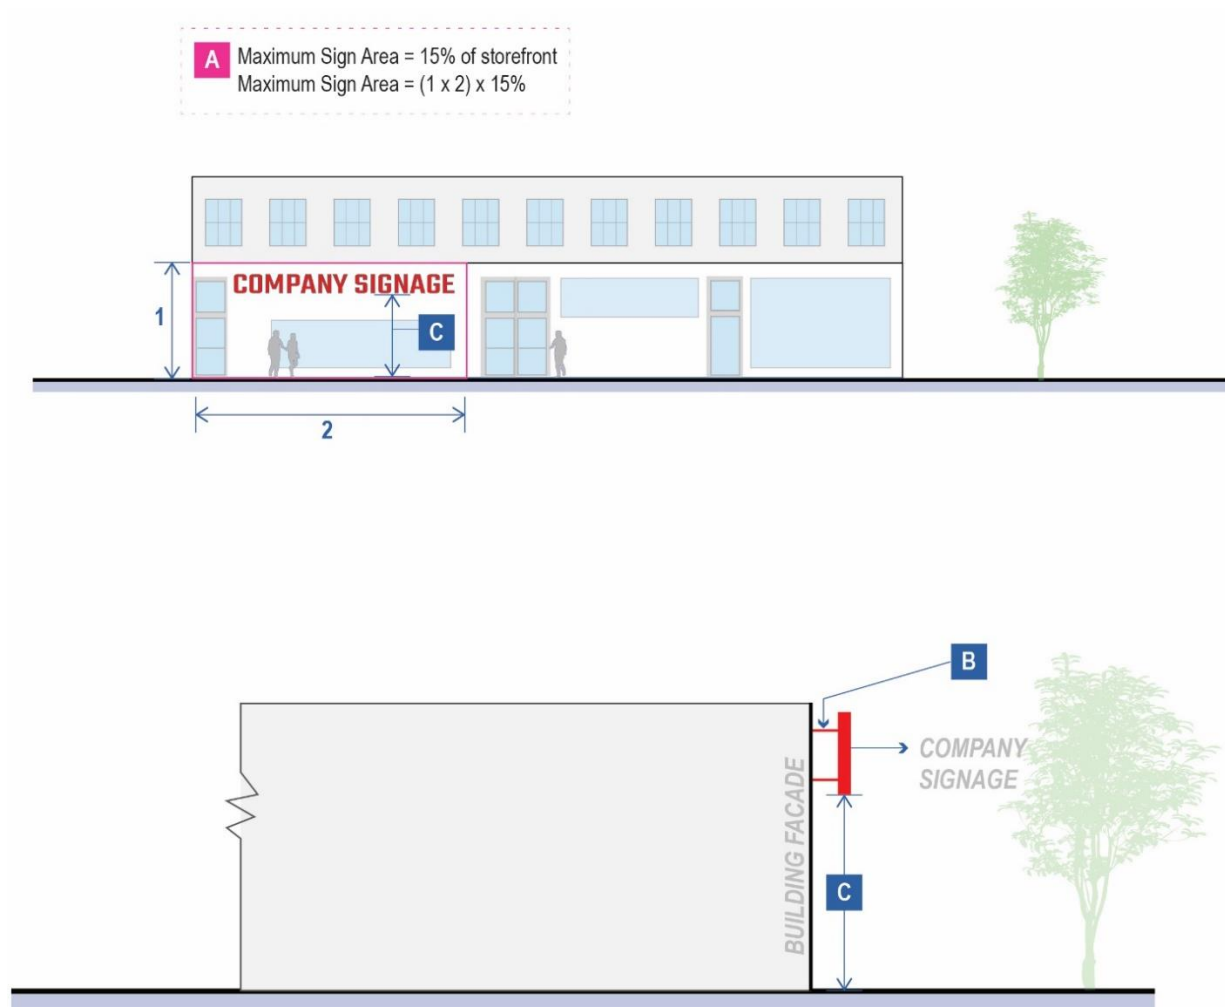 A Maximum Sign Area = 15% of storefront
Maximum Sign Area = (1 x 2) x 15%
COMPANY SIGNAGE
1
C
2
B
COMPANY
SIGNAGE
BUILDING FACADE
C